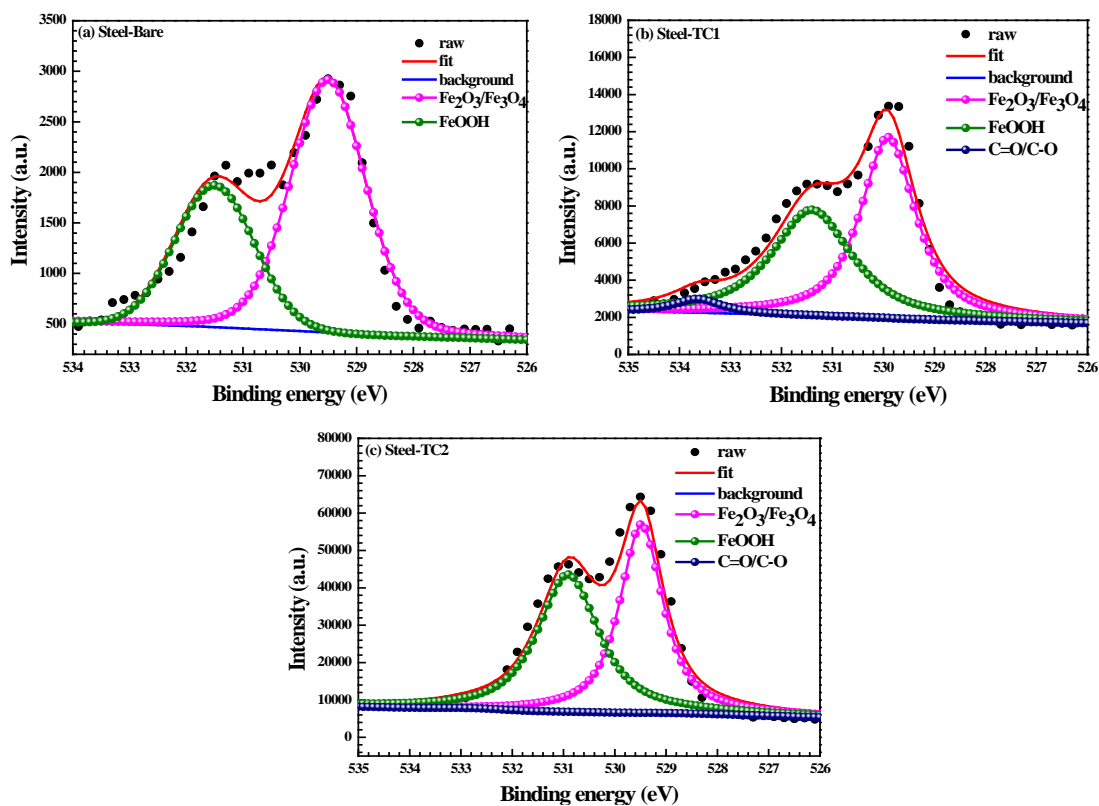 (a) Steel-Bare
raw
fit
background
Fe2O3/Fe3O4
FeOOH
3500
3000
2500
2000
1500
1000
500
Intensity (a.u.)
534 533 532 531 530 529 528 527 526
Binding energy (eV)
(b) Steel-TC1
raw
fit
background
Fe2O3/Fe3O4
FeOOH
C=O/C-O
18000
16000
14000
12000
10000
8000
6000
4000
2000
0
Intensity (a.u.)
535 534 533 532 531 530 529 528 527 526
Binding energy (eV)
(c) Steel-TC2
raw
fit
background
Fe2O3/Fe3O4
FeOOH
C=O/C-O
80000
70000
60000
50000
40000
30000
20000
10000
0
Intensity (a.u.)
535 534 533 532 531 530 529 528 527 526
Binding energy (eV)